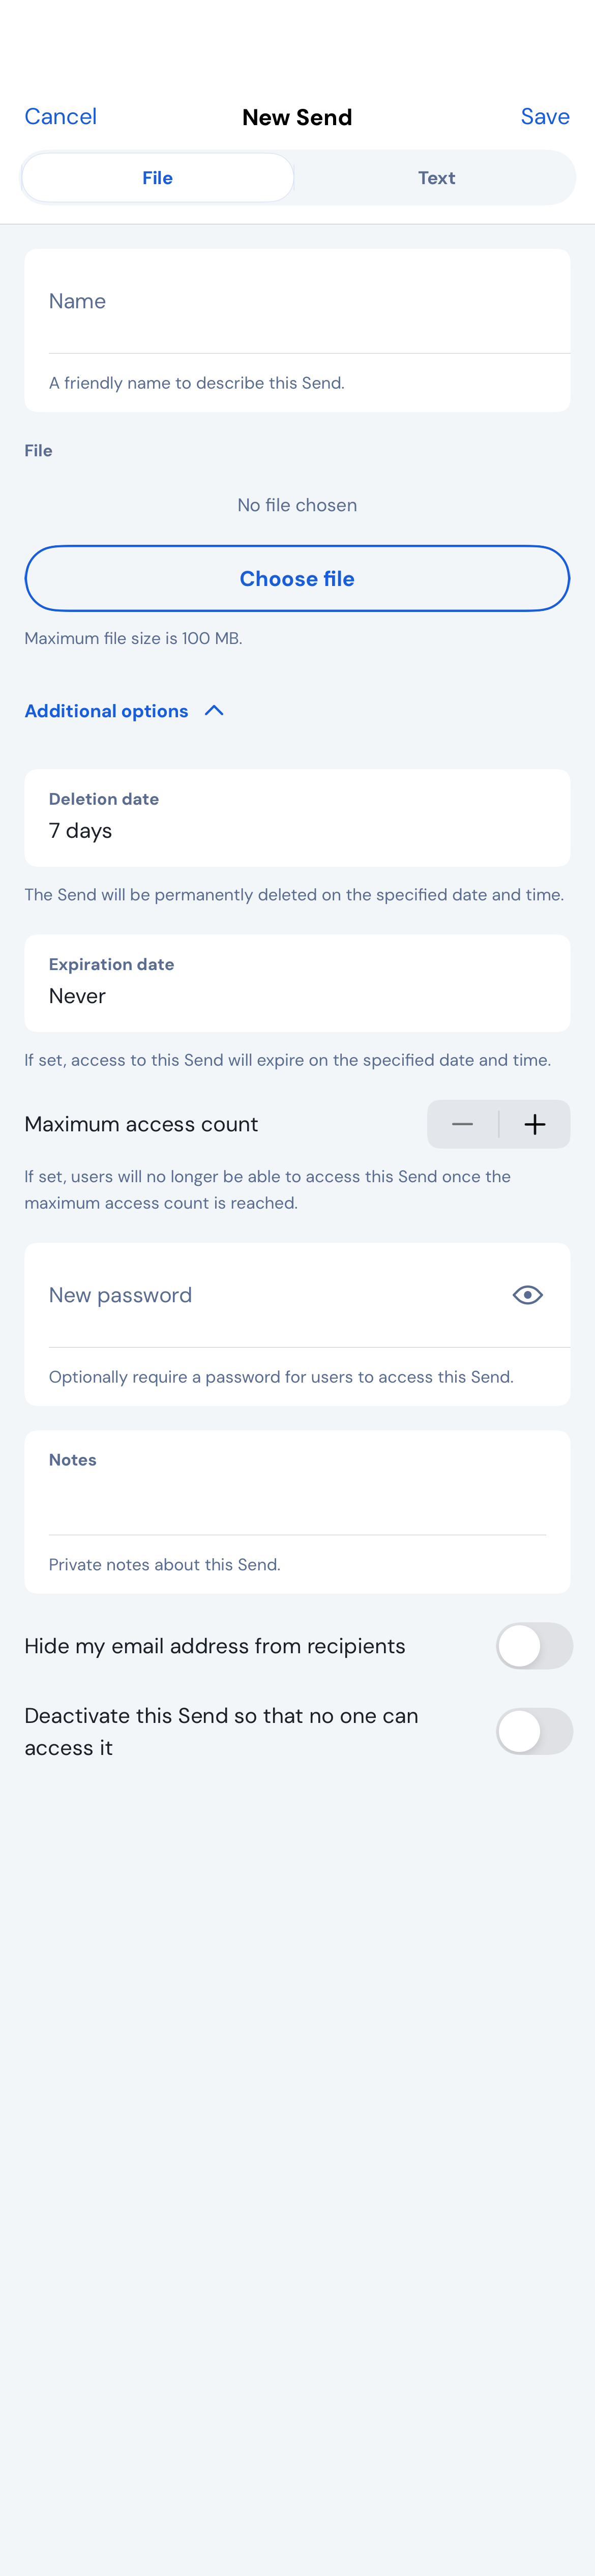 Cancel New Send Save
File Text
Name
A friendly name to describe this Send.
File
No file chosen
Choose file
Maximum file size is 100 MB.
Additional options
Deletion date
7 days
The Send will be permanently deleted on the specified date and time.
Expiration date
Never
If set, access to this Send will expire on the specified date and time.
Maximum access count
If set, users will no longer be able to access this Send once the
maximum access count is reached.
New password
Optionally require a password for users to access this Send.
Notes
Private notes about this Send.
Hide my email address from recipients
Deactivate this Send so that no one can
access it